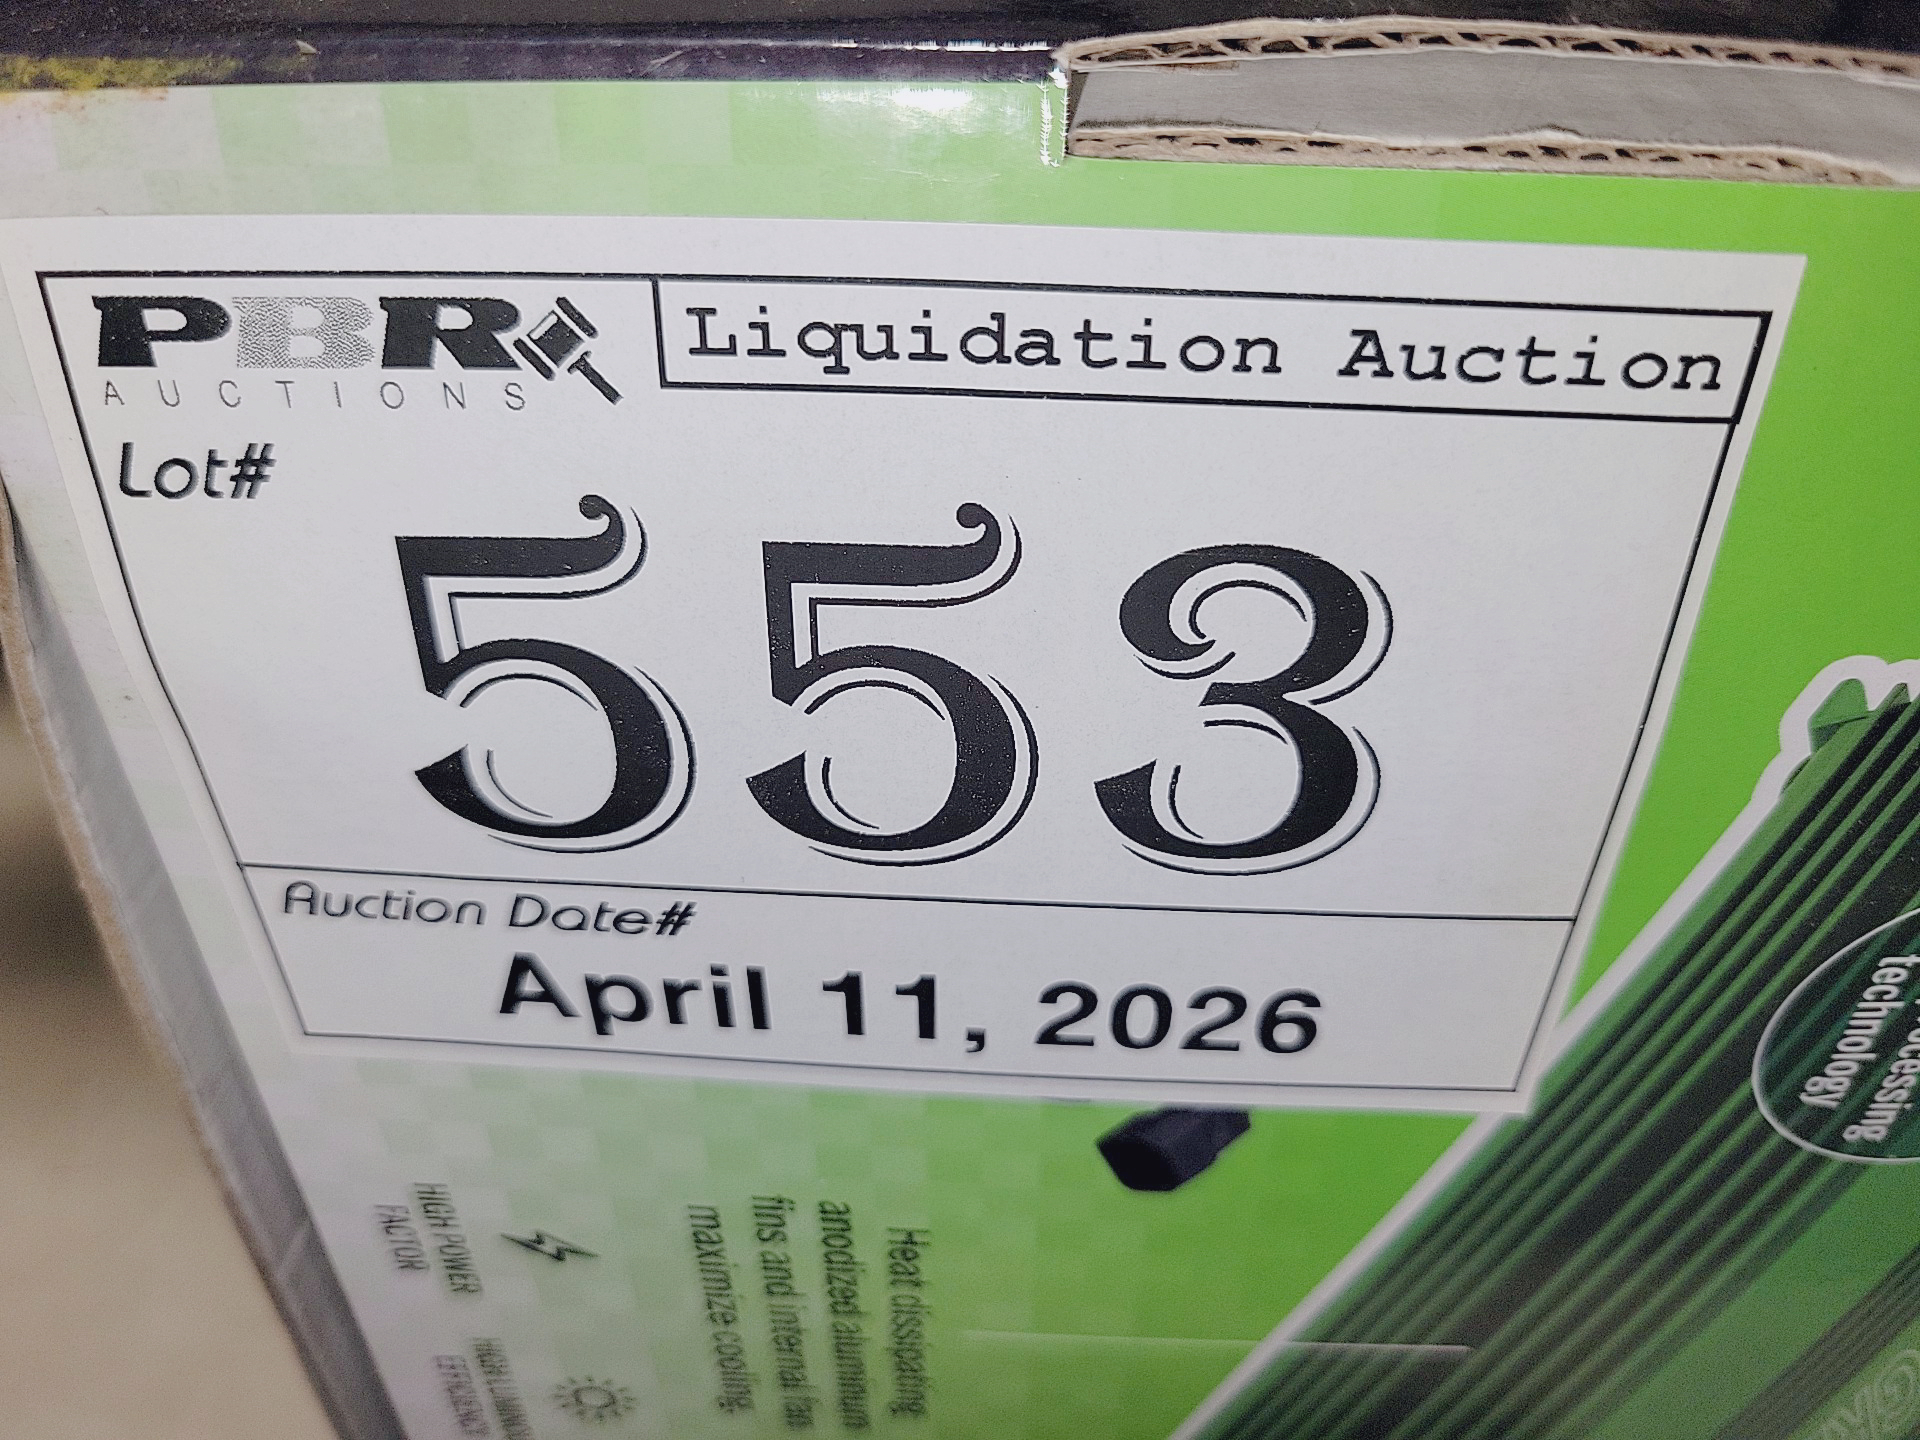 PBR
AUCTIONS
Liquidation Auction
Lot#
553
Auction Date#
April 11, 2026
technology
Heat dissipating
anodized aluminum
fins and internal fan
maximize cooling
HIGH POWER
FACTOR
EFFICIENCY